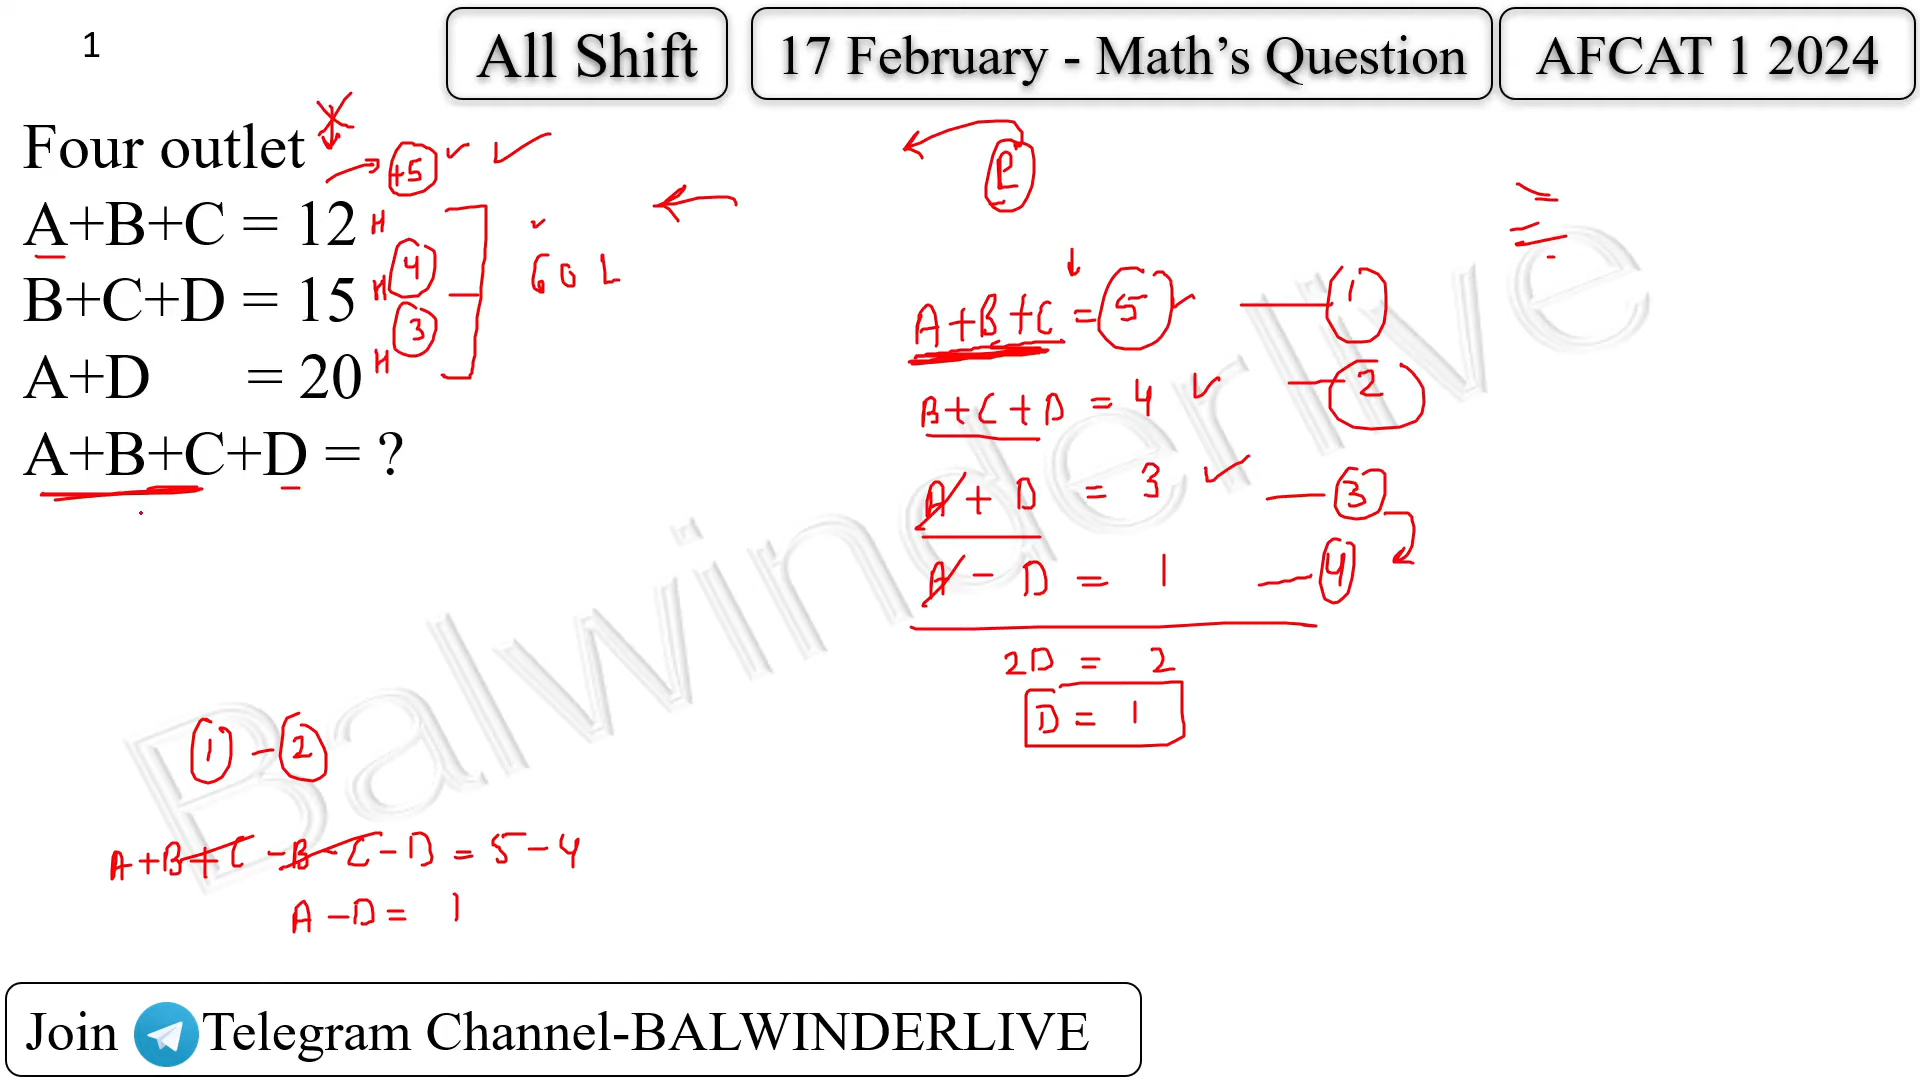 1
All Shift
17 February - Math’s Question
AFCAT 1 2024
Four outlet
+5
A+B+C = 12 H
4
B+C+D = 15 H
3
A+D = 20 H
60 L
A+B+C+D = ?
P
A+B+C = 5 — 1
B+C+D = 4 — 2
A + D = 3 — 3
A - D = 1 — 4
2D = 2
D = 1
1 - 2
A+B+C -B-C-D = 5-4
A-D = 1
Balwinderlive
Join Telegram Channel-BALWINDERLIVE